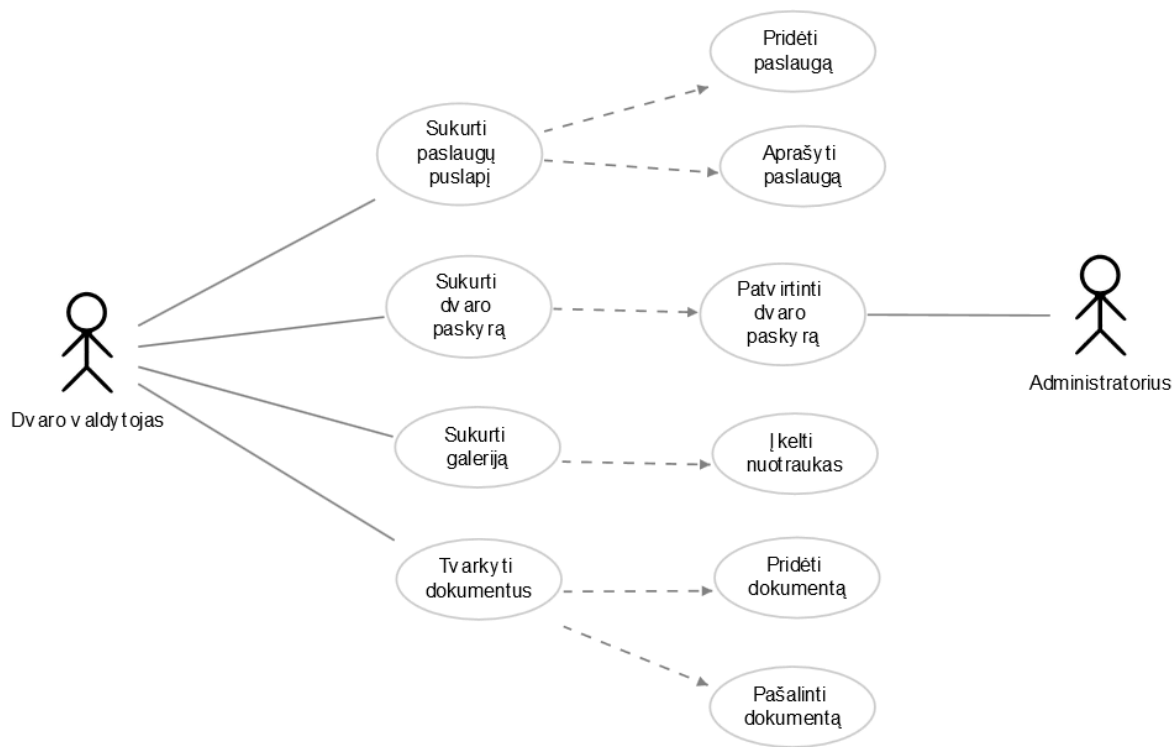 Pridėti
paslaugą
Sukurti
paslaugų
puslapį
Aprašyti
paslaugą
Sukurti
dvaro
paskyrą
Patvirtinti
dvaro
paskyrą
Dvaro valdytojas
Administratorius
Sukurti
galeriją
Įkelti
nuotraukas
Tvarkyti
dokumentus
Pridėti
dokumentą
Pašalinti
dokumentą